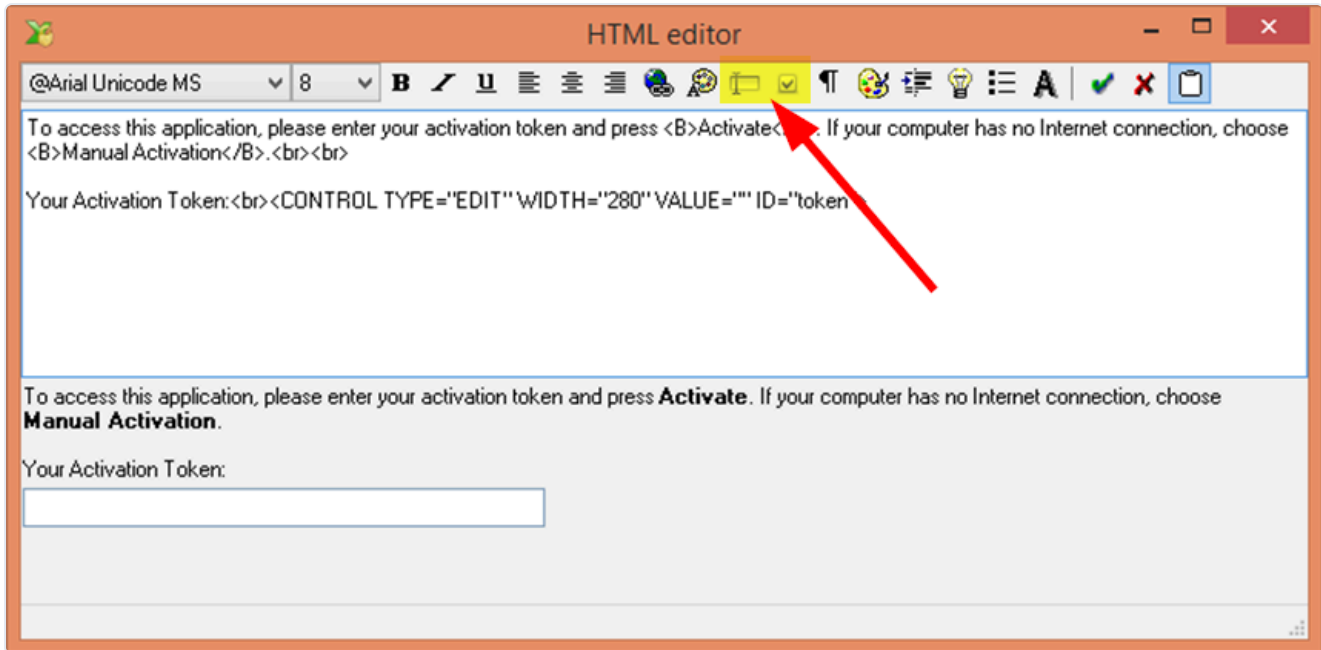 HTML editor
@Arial Unicode MS 8 B I U ¶ A
To access this application, please enter your activation token and press <B>Activate< . If your computer has no Internet connection, choose
<B>Manual Activation</B>.<br><br>
Your Activation Token:<br><CONTROL TYPE="EDIT" WIDTH="280" VALUE="" ID="token
To access this application, please enter your activation token and press Activate. If your computer has no Internet connection, choose
Manual Activation.
Your Activation Token: